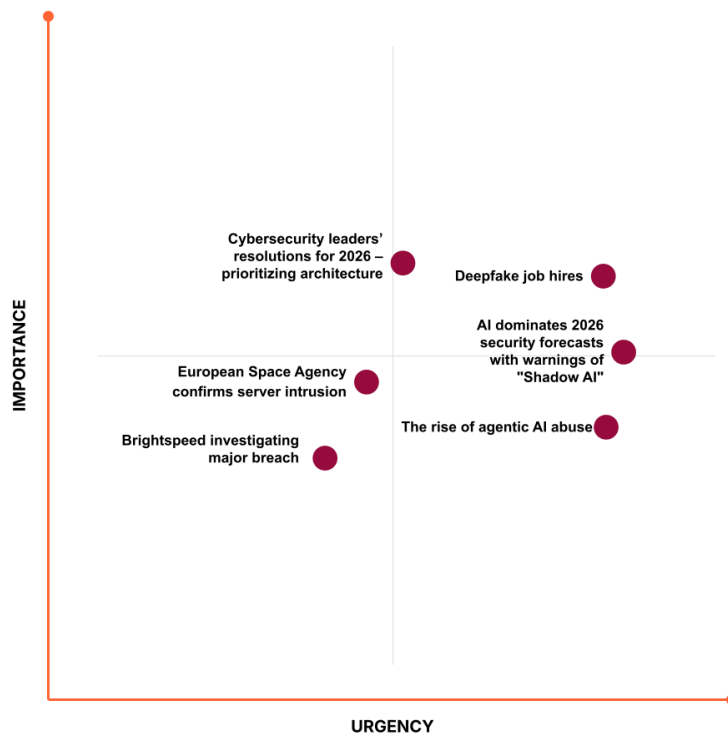 Cybersecurity leaders’
resolutions for 2026 –
prioritizing architecture
Deepfake job hires
AI dominates 2026
security forecasts
with warnings of
"Shadow AI"
European Space Agency
confirms server intrusion
The rise of agentic AI abuse
Brightspeed investigating
major breach
IMPORTANCE
URGENCY